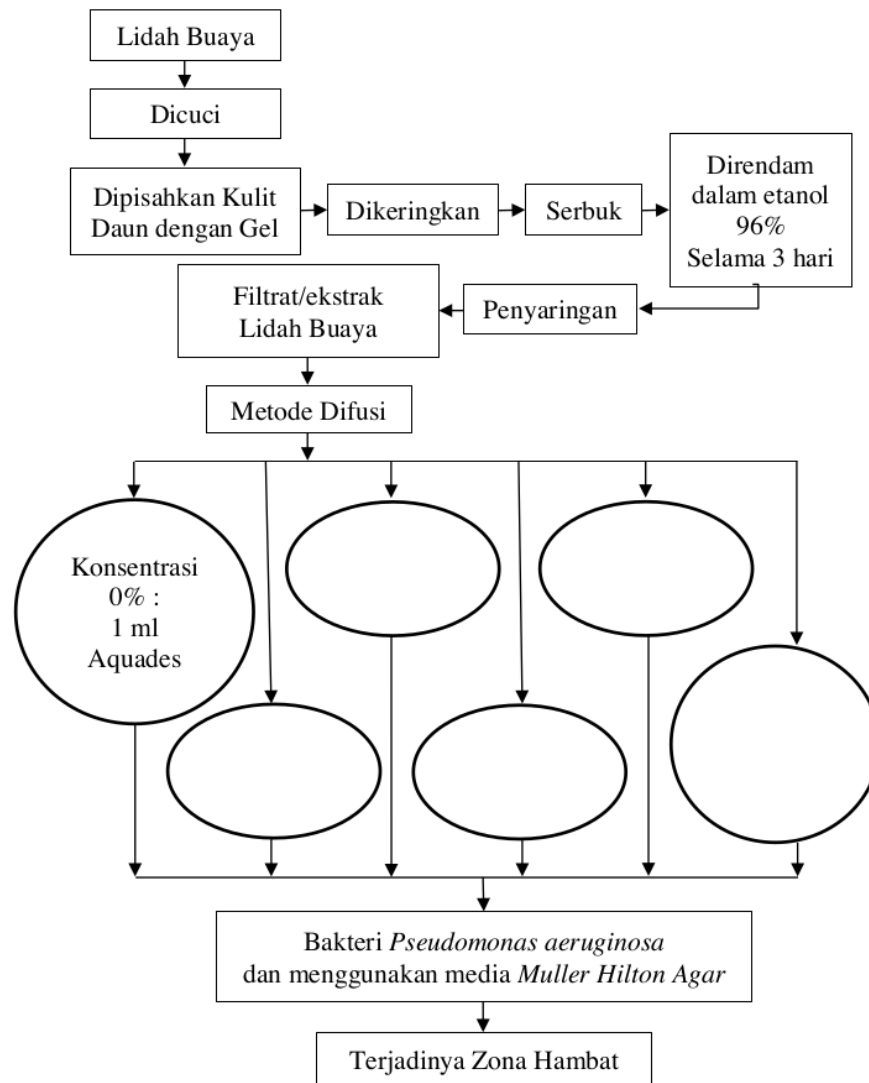 Lidah Buaya
Dicuci
Dipisahkan Kulit
Daun dengan Gel
Dikeringkan
Serbuk
Direndam
dalam etanol
96%
Selama 3 hari
Penyaringan
Filtrat/ekstrak
Lidah Buaya
Metode Difusi
Konsentrasi
0% :
1 ml
Aquades
Bakteri Pseudomonas aeruginosa
dan menggunakan media Muller Hilton Agar
Terjadinya Zona Hambat